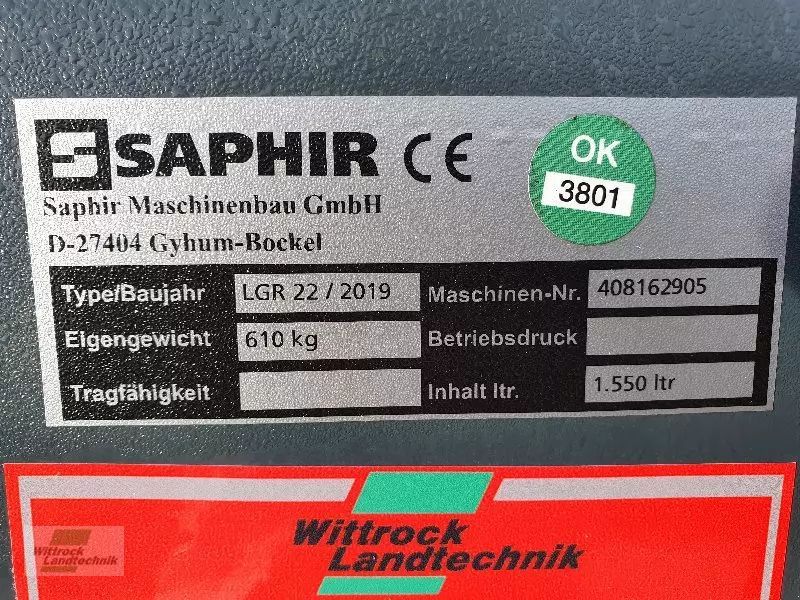 SAPHIR CE
OK
3801
Saphir Maschinenbau GmbH
D-27404 Gyhum-Bockel
Type/Baujahr LGR 22 / 2019 Maschinen-Nr. 408162905
Eigengewicht 610 kg Betriebsdruck
Tragfähigkeit Inhalt ltr. 1.550 ltr
Wittrock
Landtechnik
Wittrock
Landtechnik